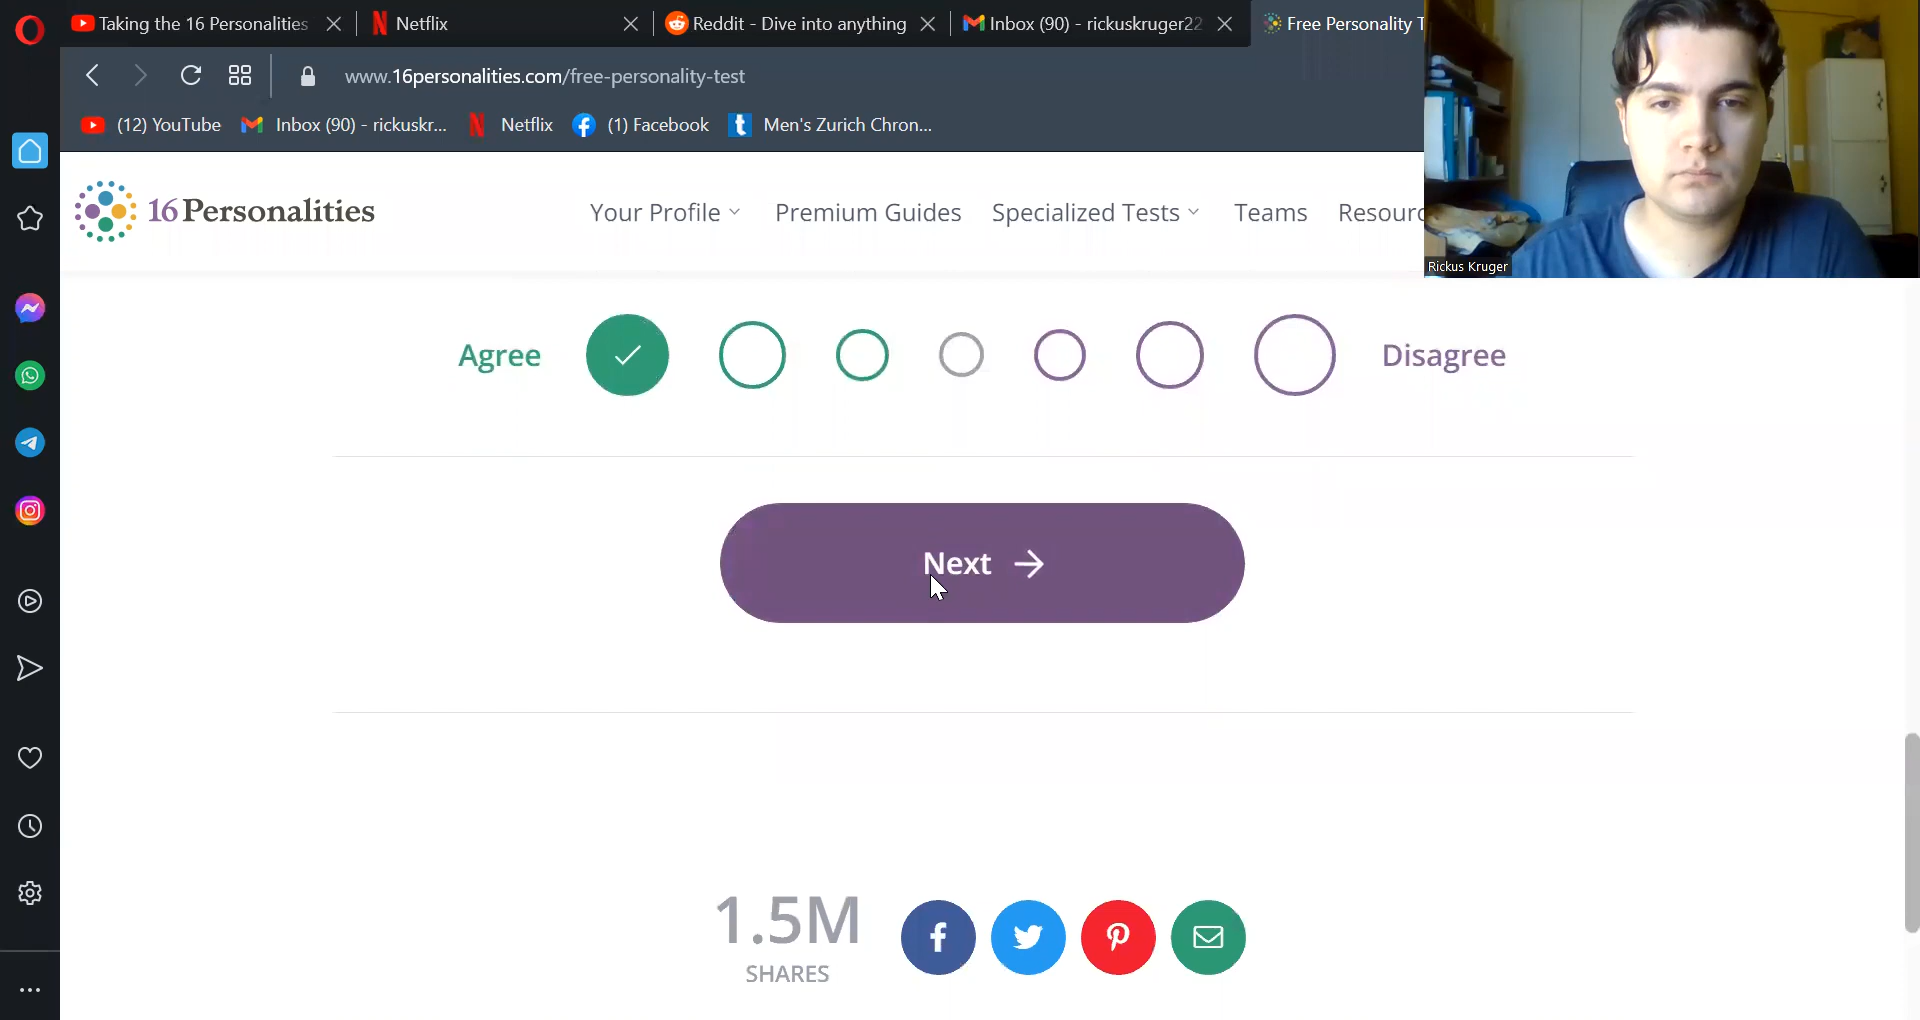 Taking the 16 Personalities
Netflix
Reddit - Dive into anything
Inbox (90) - rickuskruger22
Free Personality T
www.16personalities.com/free-personality-test
(12) YouTube
Inbox (90) - rickuskr...
Netflix
(1) Facebook
Men's Zurich Chron...
16Personalities
Your Profile
Premium Guides
Specialized Tests
Teams
Resourc
Rickus Kruger
Agree
Disagree
Next →
1.5M
SHARES